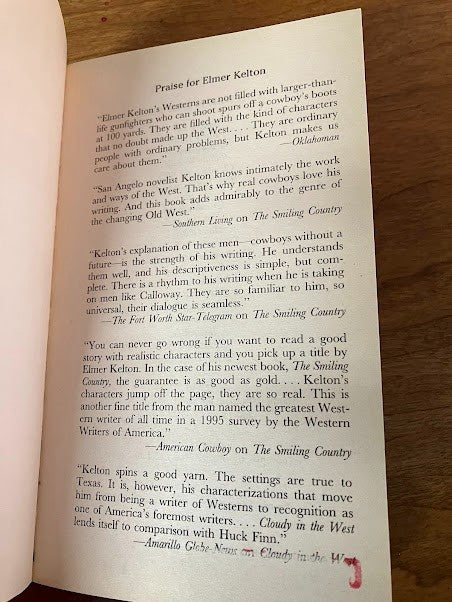 Praise for Elmer Kelton
"Elmer Kelton's Westerns are not filled with larger-than-
life gunfighters who can shoot spurs off a cowboy's boots
at 100 yards. They are filled with the kind of characters
that no doubt made up the West. . . . They are ordinary
people with ordinary problems, but Kelton makes us
care about them."
—Oklahoman
"San Angelo novelist Kelton knows intimately the work
and ways of the West. That's why real cowboys love his
writing. And this book adds admirably to the genre of
the changing Old West."
—Southern Living on The Smiling Country
"Kelton's explanation of these men—cowboys without a
future—is the strength of his writing. He understands
them well, and his descriptiveness is simple, but com-
plete. There is a rhythm to his writing when he is taking
on men like Calloway. They are so familiar to him, so
universal, their dialogue is seamless."
—The Fort Worth Star-Telegram on The Smiling Country
"You can never go wrong if you want to read a good
story with realistic characters and you pick up a title by
Elmer Kelton. In the case of his newest book, The Smiling
Country, the guarantee is as good as gold. . . . Kelton's
characters jump off the page, they are so real. This is
another fine title from the man named the greatest West-
ern writer of all time in a 1995 survey by the Western
Writers of America."
—American Cowboy on The Smiling Country
"Kelton spins a good yarn. The settings are true to
Texas. It is, however, his characterizations that move
him from being a writer of Westerns to recognition as
one of America's foremost writers. . . . Cloudy in the West
lends itself to comparison with Huck Finn."
—Amarillo Globe-News on Cloudy in the